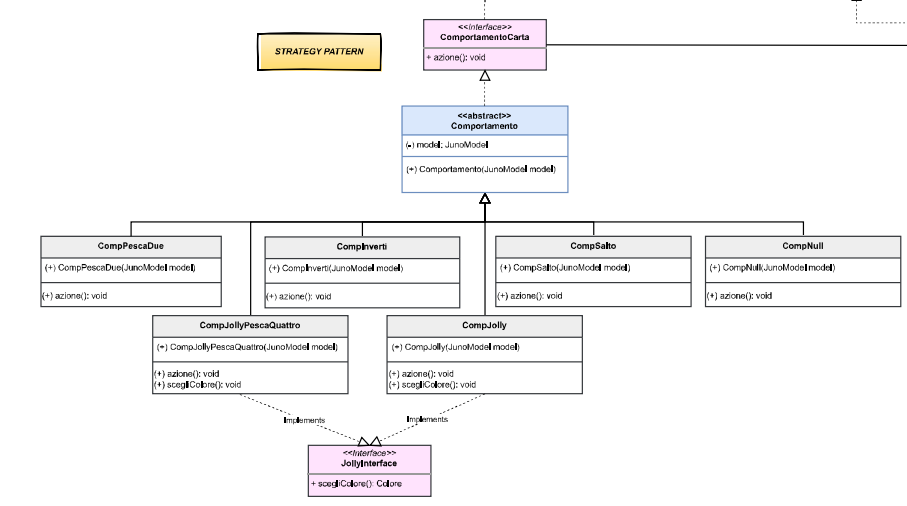 <<Interface>>
ComportamentoCarta
+ azione(): void
STRATEGY PATTERN
<<abstract>>
Comportamento
(-) model: JunoModel
(+) Comportamento(JunoModel model)
CompPescaDue
(+) CompPescaDue(JunoModel model)
(+) azione(): void
CompInverti
(+) CompInverti(JunoModel model)
(+) azione(): void
CompSalto
(+) CompSalto(JunoModel model)
(+) azione(): void
CompNull
(+) CompNull(JunoModel model)
(+) azione(): void
CompJollyPescaQuattro
(+) CompJollyPescaQuattro(JunoModel model)
(+) azione(): void
(+) scegliColore(): void
CompJolly
(+) CompJolly(JunoModel model)
(+) azione(): void
(+) scegliColore(): void
Implements
Implements
<<Interface>>
JollyInterface
+ scegliColore(): Colore